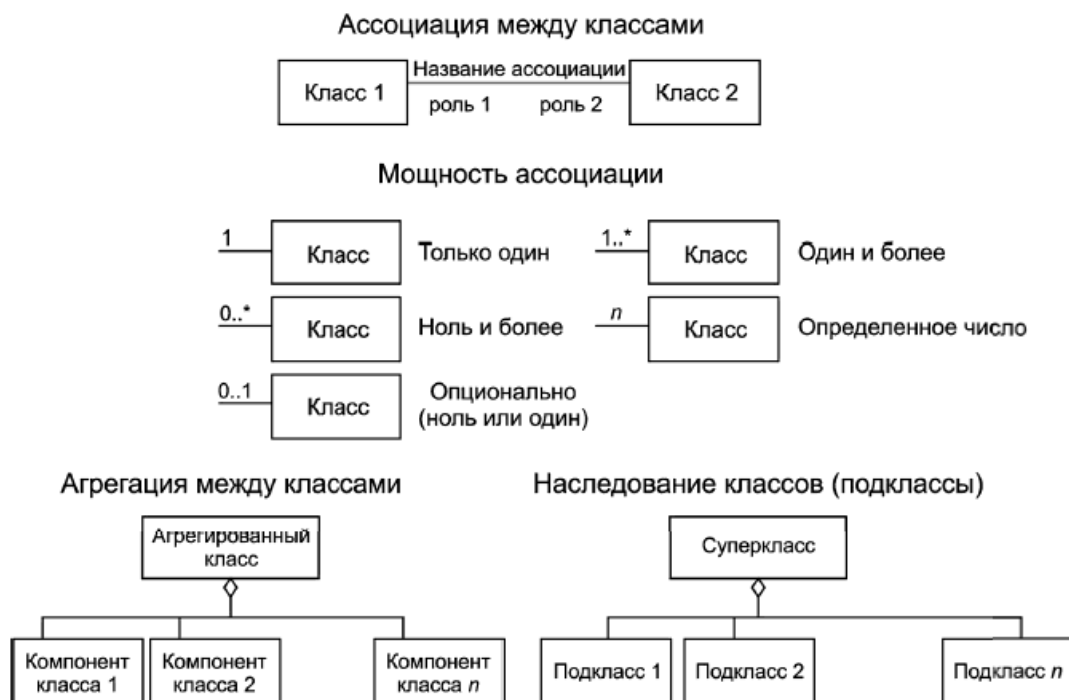 Ассоциация между классами
Название ассоциации
Класс 1
роль 1
роль 2
Класс 2
Мощность ассоциации
1
Класс
Только один
1..*
Класс
Один и более
0..*
Класс
Ноль и более
n
Класс
Определенное число
0..1
Класс
Опционально
(ноль или один)
Агрегация между классами
Наследование классов (подклассы)
Агрегированный
класс
Суперкласс
Компонент
класса 1
Компонент
класса 2
Компонент
класса n
Подкласс 1
Подкласс 2
Подкласс n